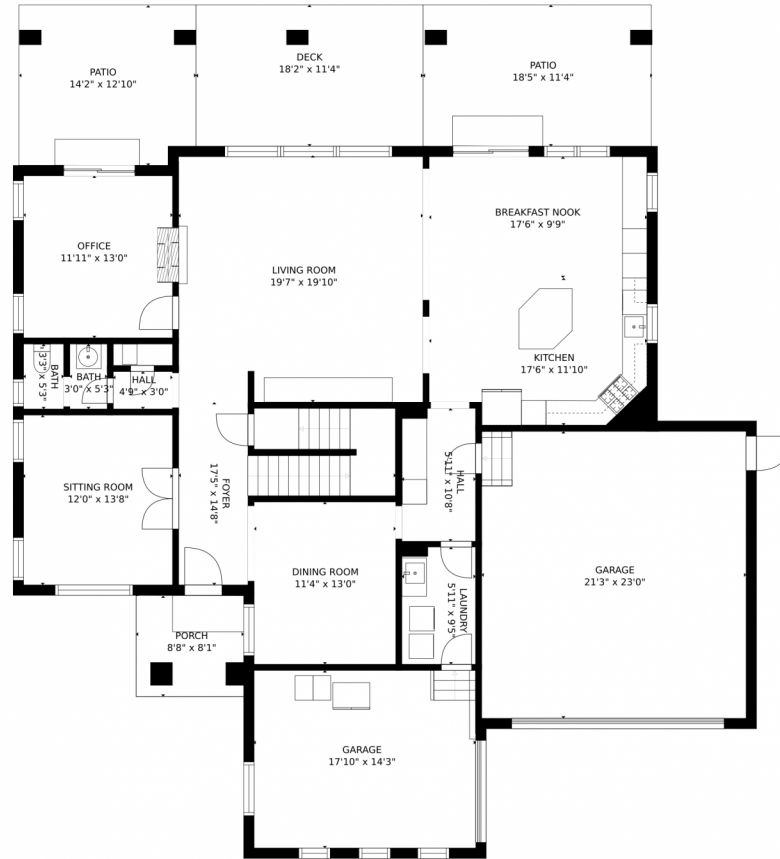 DECK
18'2" x 11'4"
PATIO
14'2" x 12'10"
PATIO
18'5" x 11'4"
BREAKFAST NOOK
17'6" x 9'9"
OFFICE
11'11" x 13'0"
LIVING ROOM
19'7" x 19'10"
KITCHEN
17'6" x 11'10"
BATH
3'3" x 5'3"
BATH
3'0" x 5'3"
HALL
4'9" x 3'0"
SITTING ROOM
12'0" x 13'8"
FOYER
17'5" x 14'8"
HALL
5'11" x 10'8"
DINING ROOM
11'4" x 13'0"
GARAGE
21'3" x 23'0"
LAUNDRY
5'11" x 9'5"
PORCH
8'8" x 8'1"
GARAGE
17'10" x 14'3"